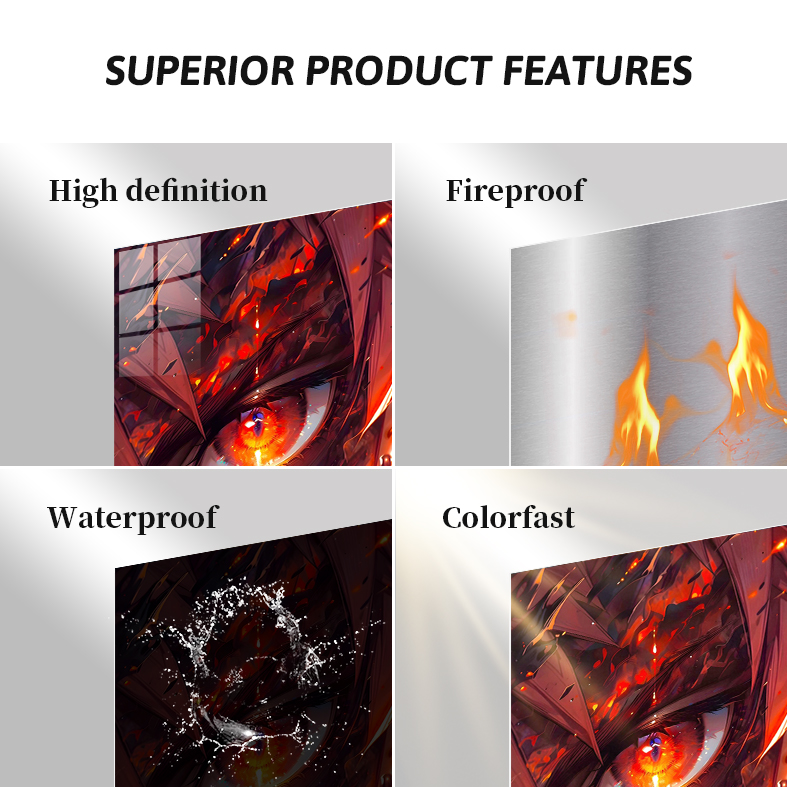 SUPERIOR PRODUCT FEATURES
High definition
Fireproof
Waterproof
Colorfast